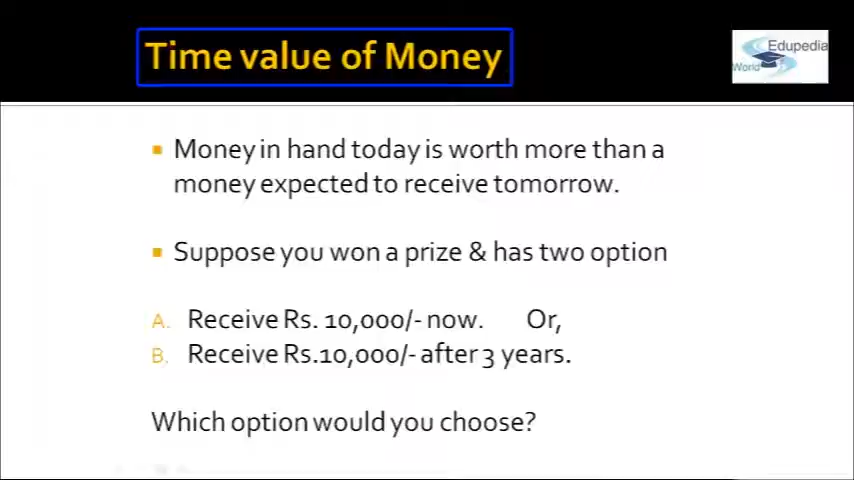 Time value of Money
Edupedia
World
Money in hand today is worth more than a
money expected to receive tomorrow.
Suppose you won a prize & has two option
A. Receive Rs. 10,000/- now. Or,
B. Receive Rs.10,000/- after 3 years.
Which option would you choose?